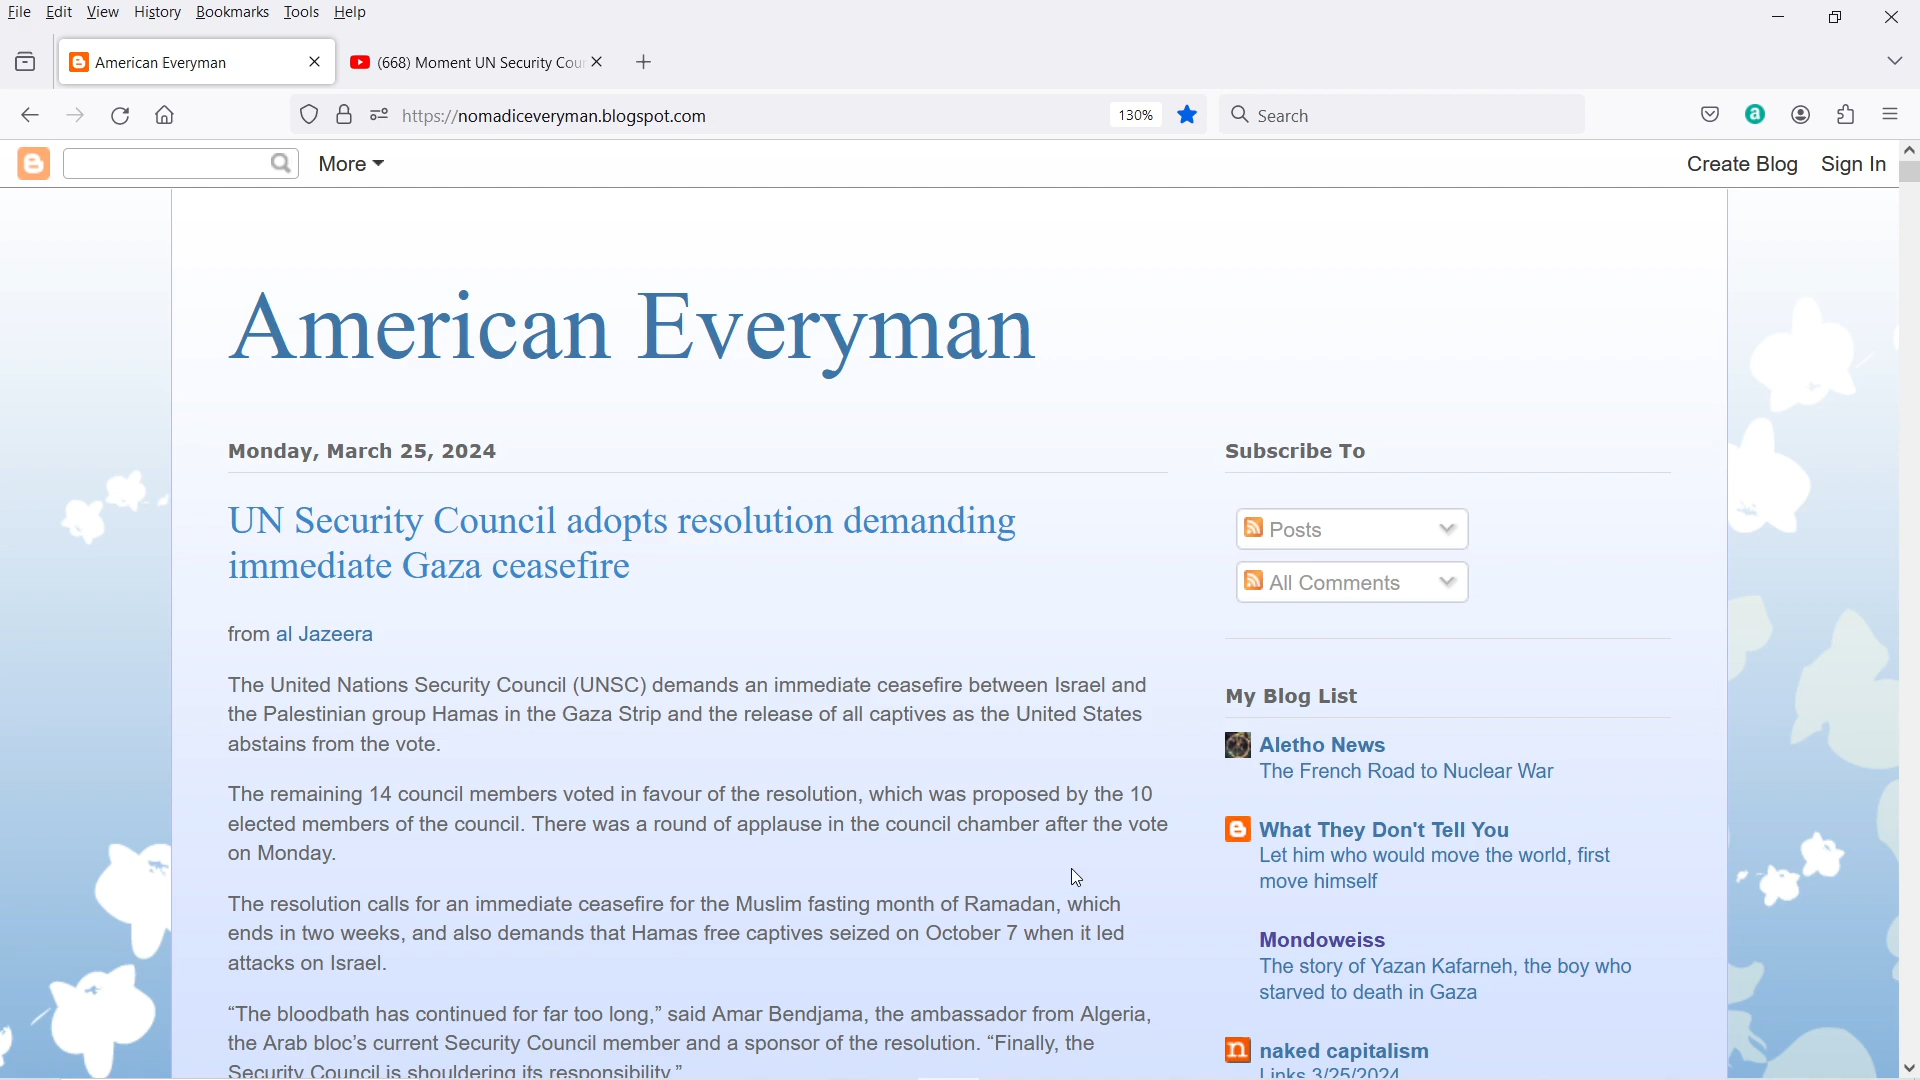 File Edit View History Bookmarks Tools Help
American Everyman
(668) Moment UN Security Cou
https://nomadiceveryman.blogspot.com
130%
Search
a
More
Create Blog Sign In
American Everyman
Monday, March 25, 2024
UN Security Council adopts resolution demanding
immediate Gaza ceasefire
from al Jazeera
The United Nations Security Council (UNSC) demands an immediate ceasefire between Israel and
the Palestinian group Hamas in the Gaza Strip and the release of all captives as the United States
abstains from the vote.
The remaining 14 council members voted in favour of the resolution, which was proposed by the 10
elected members of the council. There was a round of applause in the council chamber after the vote
on Monday.
The resolution calls for an immediate ceasefire for the Muslim fasting month of Ramadan, which
ends in two weeks, and also demands that Hamas free captives seized on October 7 when it led
attacks on Israel.
“The bloodbath has continued for far too long,” said Amar Bendjama, the ambassador from Algeria,
the Arab bloc’s current Security Council member and a sponsor of the resolution. “Finally, the
Security Council is shouldering its responsibility.”
Subscribe To
Posts
All Comments
My Blog List
Aletho News
The French Road to Nuclear War
What They Don't Tell You
Let him who would move the world, first
move himself
Mondoweiss
The story of Yazan Kafarneh, the boy who
starved to death in Gaza
n naked capitalism
Links 3/25/2024